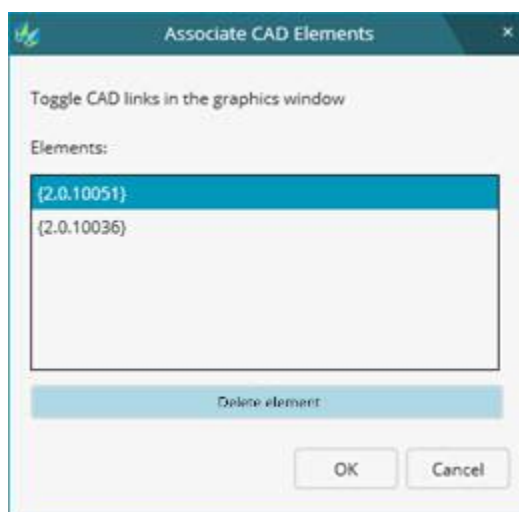 Associate CAD Elements
Toggle CAD links in the graphics window
Elements:
{2.0.10051}
{2.0.10036}
Delete element
OK Cancel